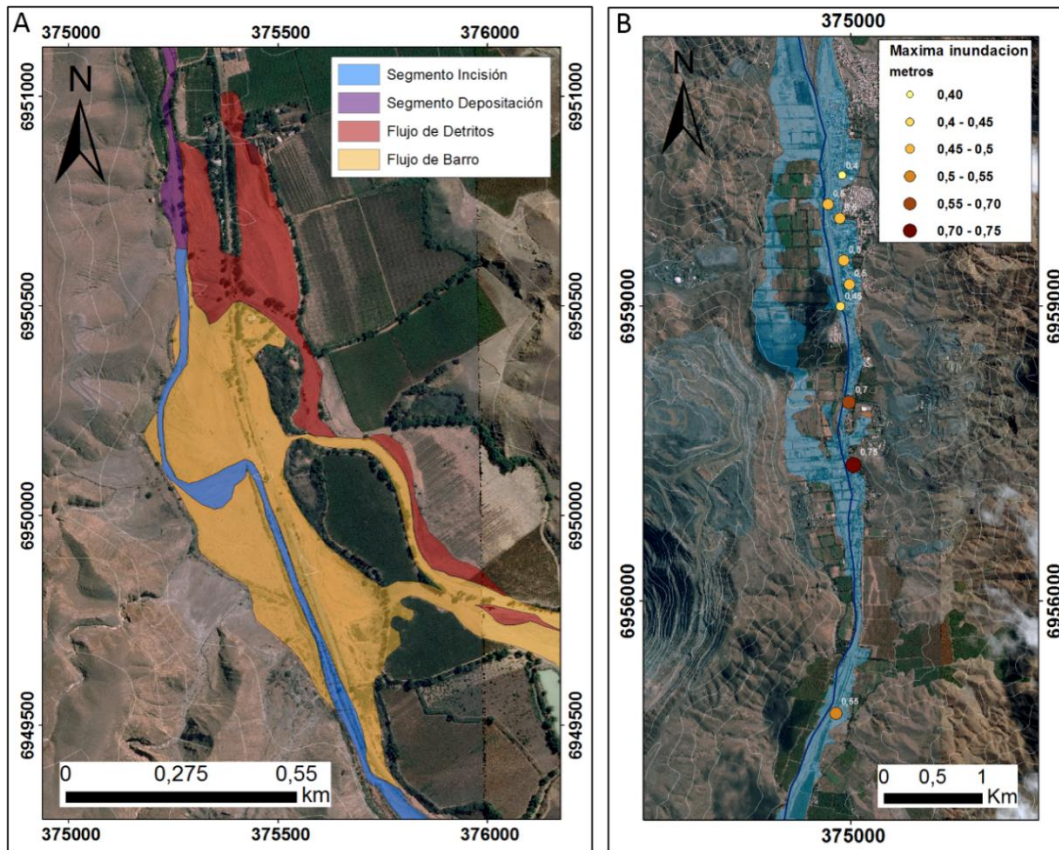 A
375000 375500 376000
N
Segmento Incisión
Segmento Depositación
Flujo de Detritos
Flujo de Barro
6951000
6950500
6950000
6949500
6951000
6950500
6950000
6949500
0 0,275 0,55
km
375000 375500 376000
B
375000
N
Maxima inundacion
metros
0,40
0,4 - 0,45
0,45 - 0,5
0,5 - 0,55
0,55 - 0,70
0,70 - 0,75
0,4
0,5
0,5
0,45
0,7
0,75
0,55
6959000
6956000
6959000
6956000
0 0,5 1
Km
375000